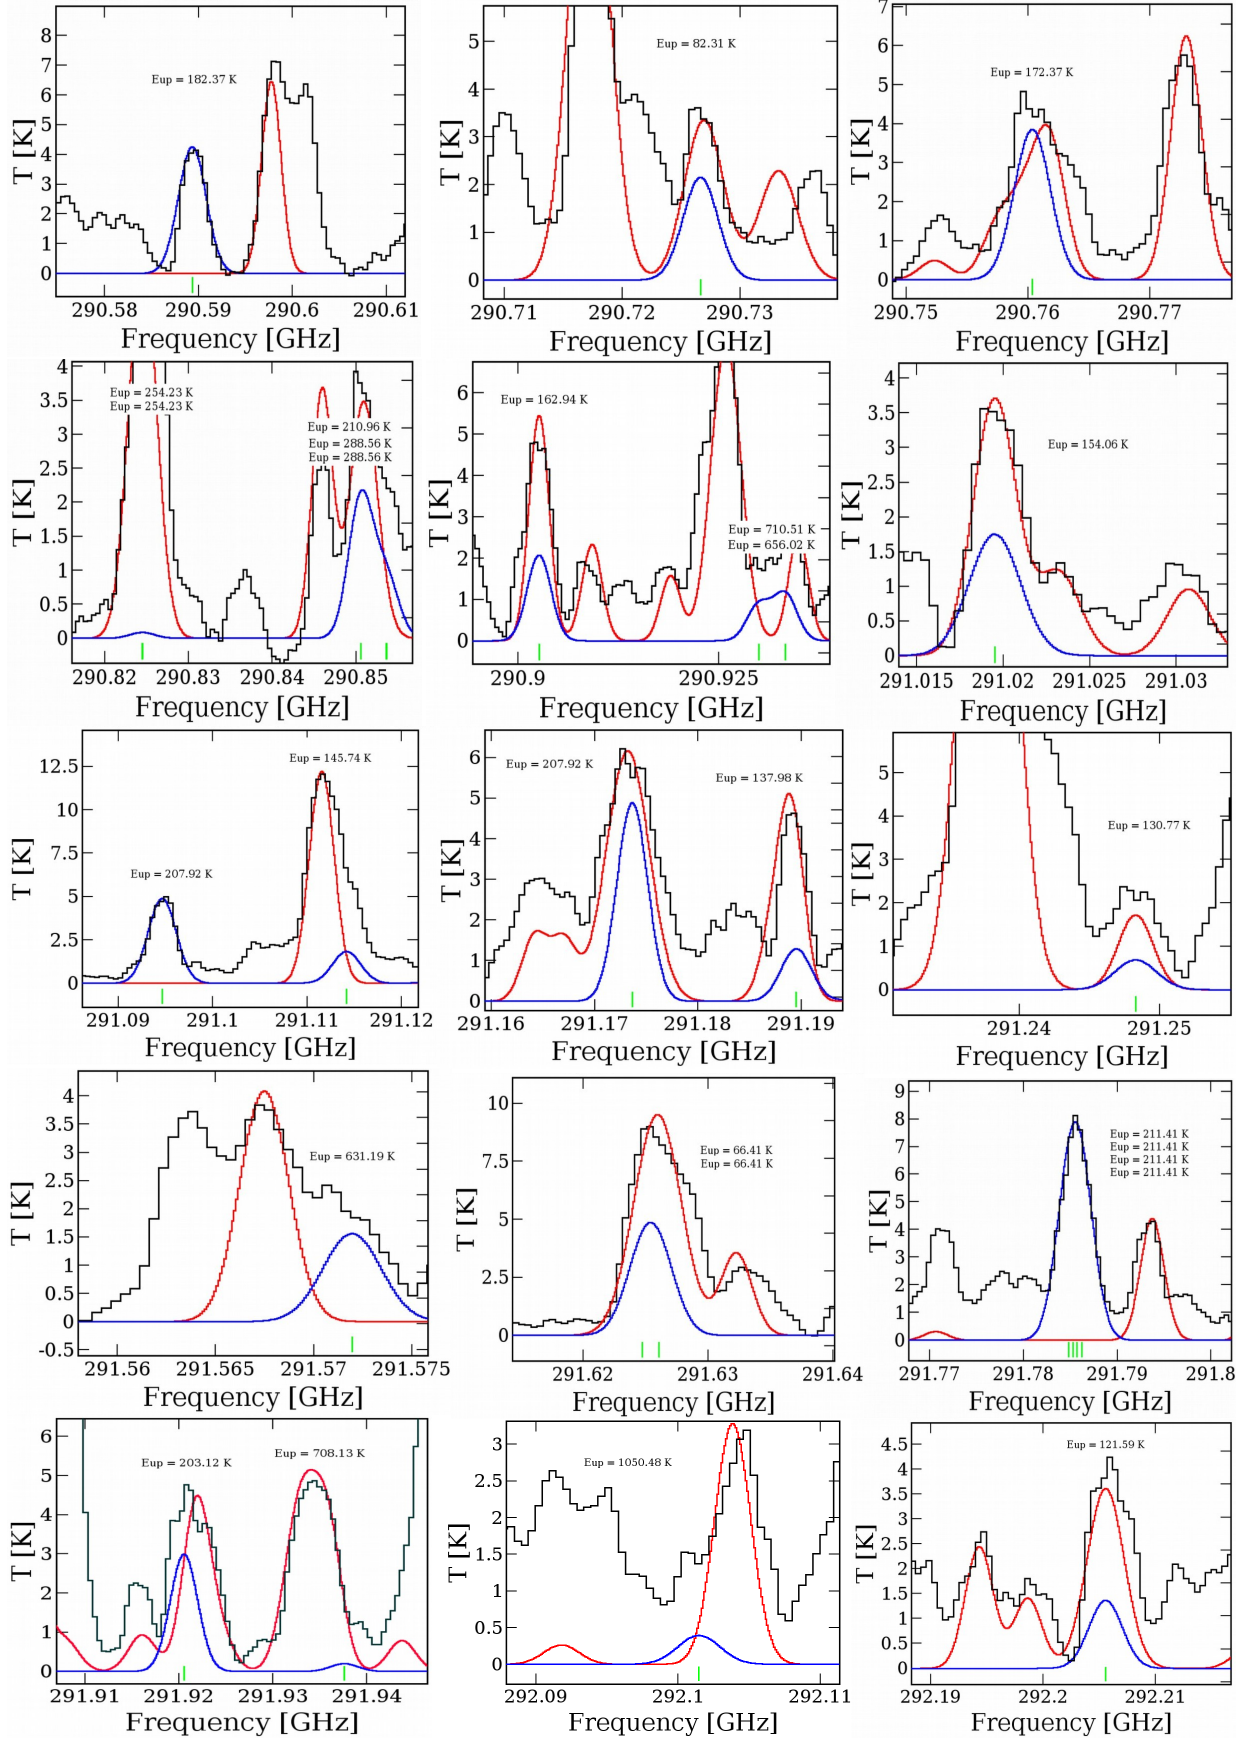 8
7
6
5
4
3
2
1
0
T [K]
Eup = 182.37 K
290.58
290.59
290.6
290.61
Frequency [GHz]
5
4
3
2
1
0
T [K]
Eup = 82.31 K
290.71
290.72
290.73
Frequency [GHz]
7
6
5
4
3
2
1
0
T [K]
Eup = 172.37 K
290.75
290.76
290.77
Frequency [GHz]
4
3.5
3
2.5
2
1.5
1
0.5
0
T [K]
Eup = 254.23 K
Eup = 254.23 K
Eup = 210.96 K
Eup = 288.56 K
Eup = 288.56 K
290.82
290.83
290.84
290.85
Frequency [GHz]
6
5
4
3
2
1
0
T [K]
Eup = 162.94 K
Eup = 710.51 K
Eup = 656.02 K
290.9
290.925
Frequency [GHz]
4
3.5
3
2.5
2
1.5
1
0.5
0
T [K]
Eup = 154.06 K
291.015
291.02
291.025
291.03
Frequency [GHz]
12.5
10
7.5
5
2.5
0
T [K]
Eup = 145.74 K
Eup = 207.92 K
291.09
291.1
291.11
291.12
Frequency [GHz]
6
5
4
3
2
1
0
T [K]
Eup = 207.92 K
Eup = 137.98 K
291.16
291.17
291.18
291.19
Frequency [GHz]
5
4
3
2
1
0
T [K]
Eup = 130.77 K
291.24
291.25
Frequency [GHz]
4
3.5
3
2.5
2
1.5
1
0.5
0
-0.5
T [K]
Eup = 631.19 K
291.56
291.565
291.57
291.575
Frequency [GHz]
10
7.5
5
2.5
0
T [K]
Eup = 66.41 K
Eup = 66.41 K
291.62
291.63
291.64
Frequency [GHz]
9
8
7
6
5
4
3
2
1
0
T [K]
Eup = 211.41 K
Eup = 211.41 K
Eup = 211.41 K
Eup = 211.41 K
291.77
291.78
291.79
291.8
Frequency [GHz]
6
5
4
3
2
1
0
T [K]
Eup = 203.12 K
Eup = 708.13 K
291.91
291.92
291.93
291.94
Frequency [GHz]
3
2.5
2
1.5
1
0.5
0
T [K]
Eup = 1050.48 K
292.09
292.1
292.11
Frequency [GHz]
4.5
4
3.5
3
2.5
2
1.5
1
0.5
0
T [K]
Eup = 121.59 K
292.19
292.2
292.21
Frequency [GHz]